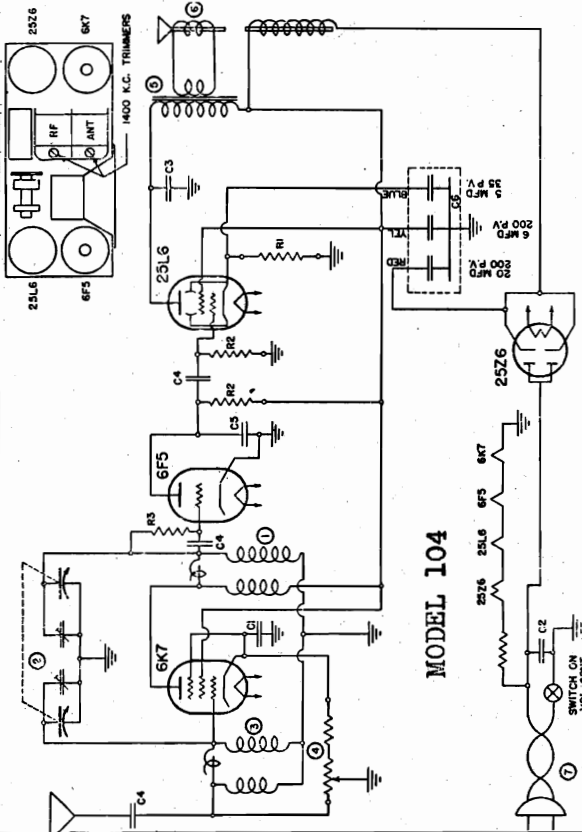 25Z6
6K7
RF
ANT
1400 K.C. TRIMMERS
25L6
6F5
6
5
C3
25L6
R1
BLUE
YEL
RED
C6
5 MFD
35 P.V.
6 MFD
200 P.V
20 MFD
200 P.V.
C4
R2
R2
C5
6F5
R3
C4
1
2
6K7
C1
3
4
C4
MODEL 104
25Z6
25Z6
25L6
6F5
6K7
C2
SWITCH ON
7